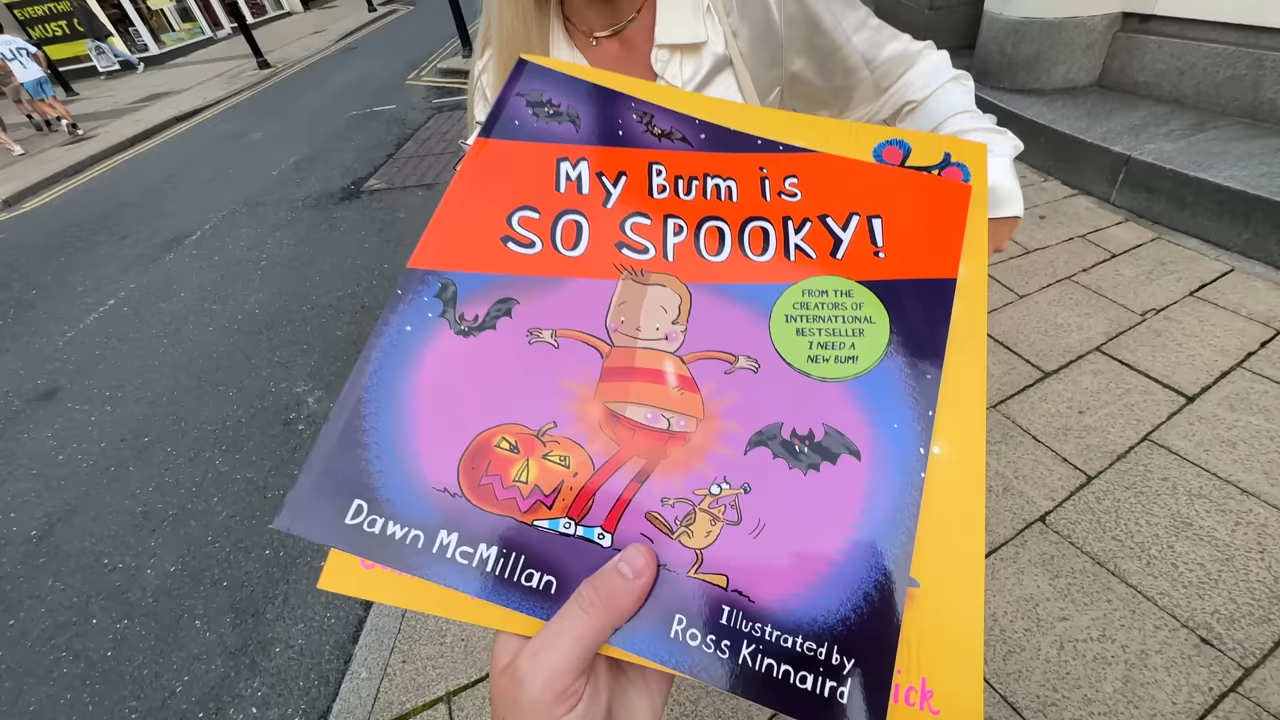 EVERYTHI
MUST
47
My Bum is
SO SPOOKY!
FROM THE
CREATORS OF
INTERNATIONAL
BESTSELLER
I NEED A
NEW BUM!
Dawn McMillan
Illustrated by
Ross Kinnaird
ick